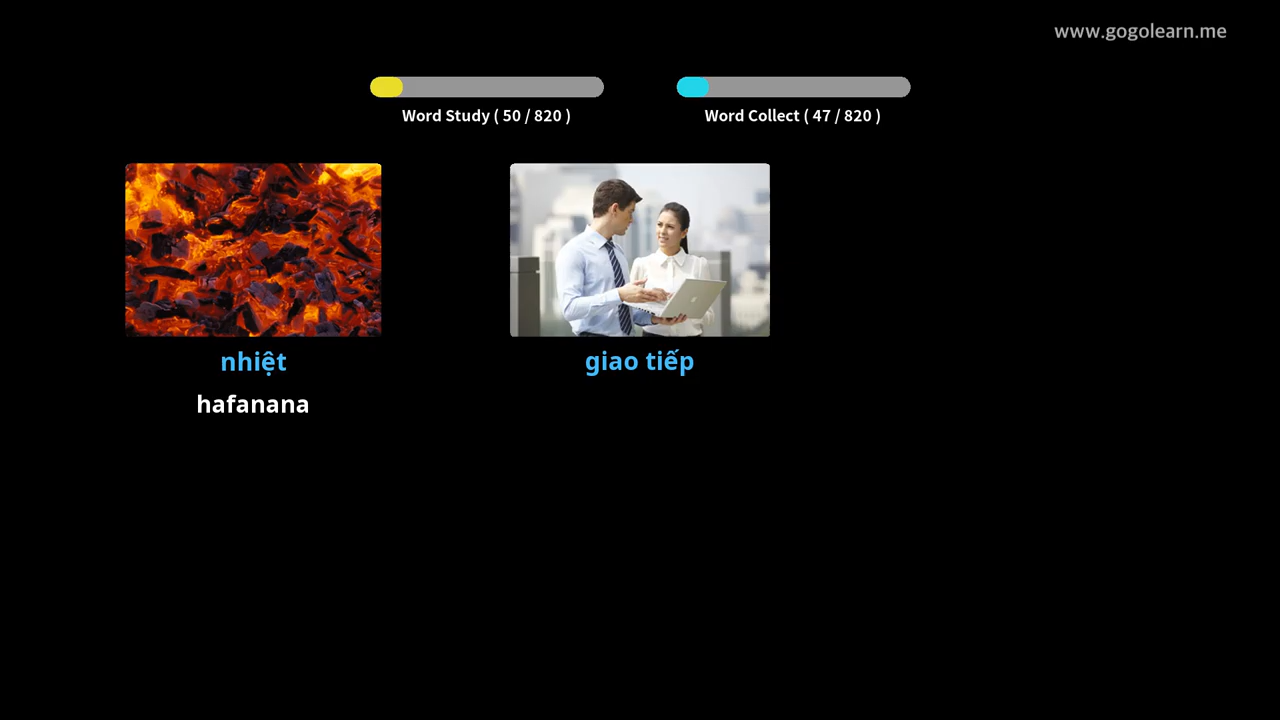 www.gogolearn.me
Word Study ( 50 / 820 )
Word Collect ( 47 / 820 )
nhiệt
giao tiếp
hafanana